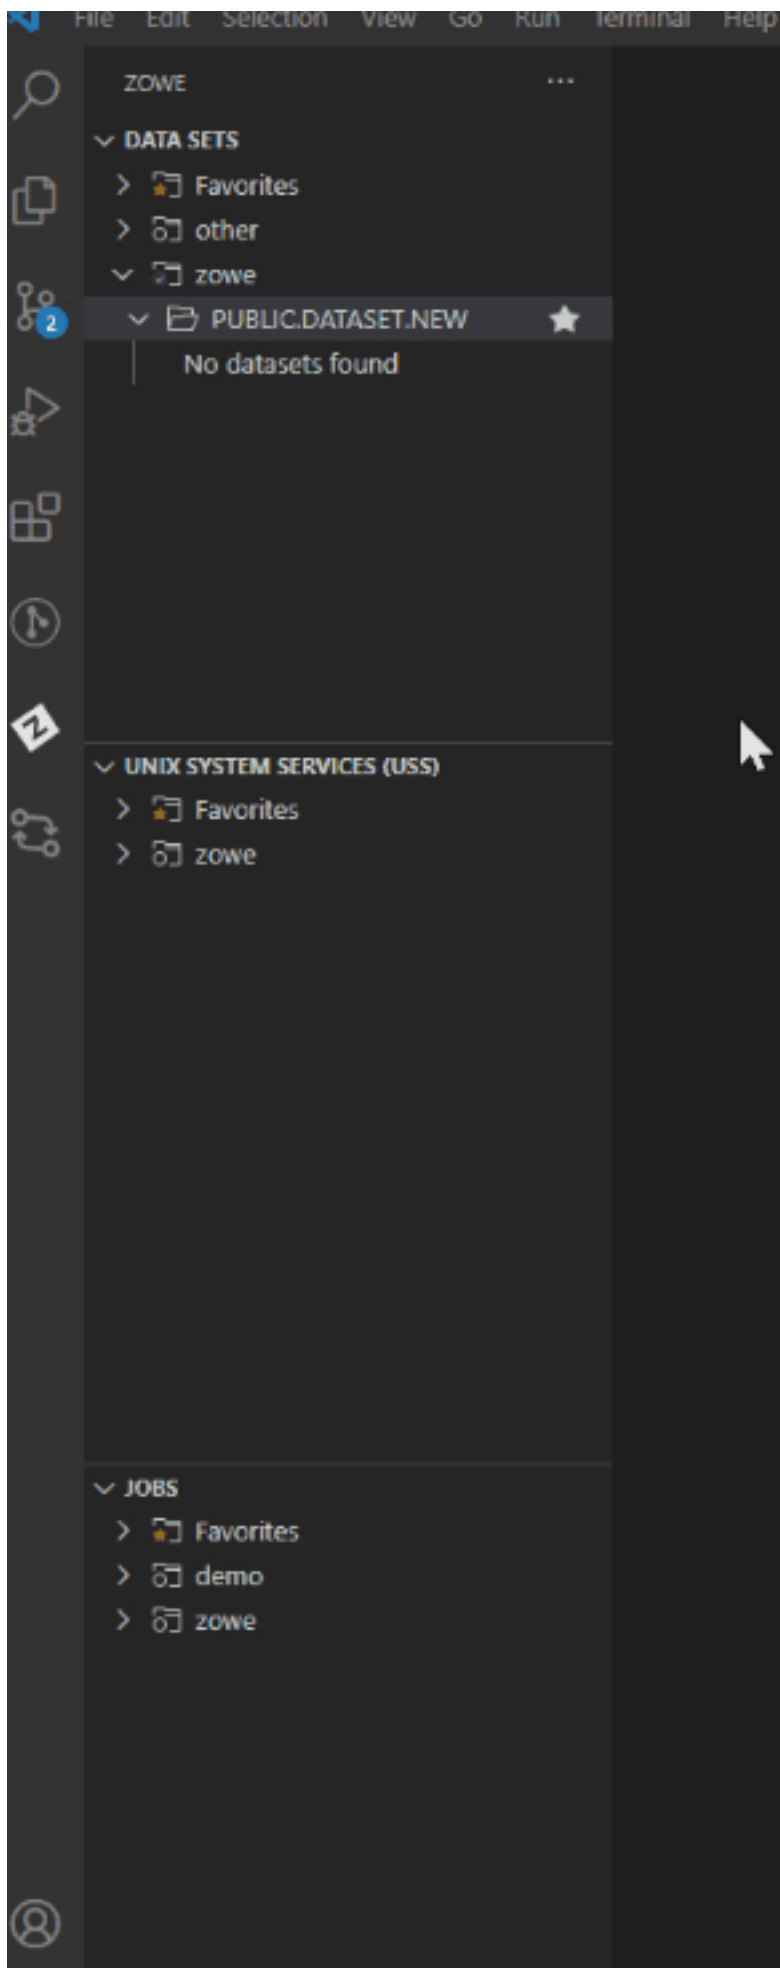 File Edit Selection View Go Run Terminal Help
ZOWE
DATA SETS
Favorites
other
zowe
PUBLIC.DATASET.NEW
No datasets found
2
UNIX SYSTEM SERVICES (USS)
Favorites
zowe
JOBS
Favorites
demo
zowe